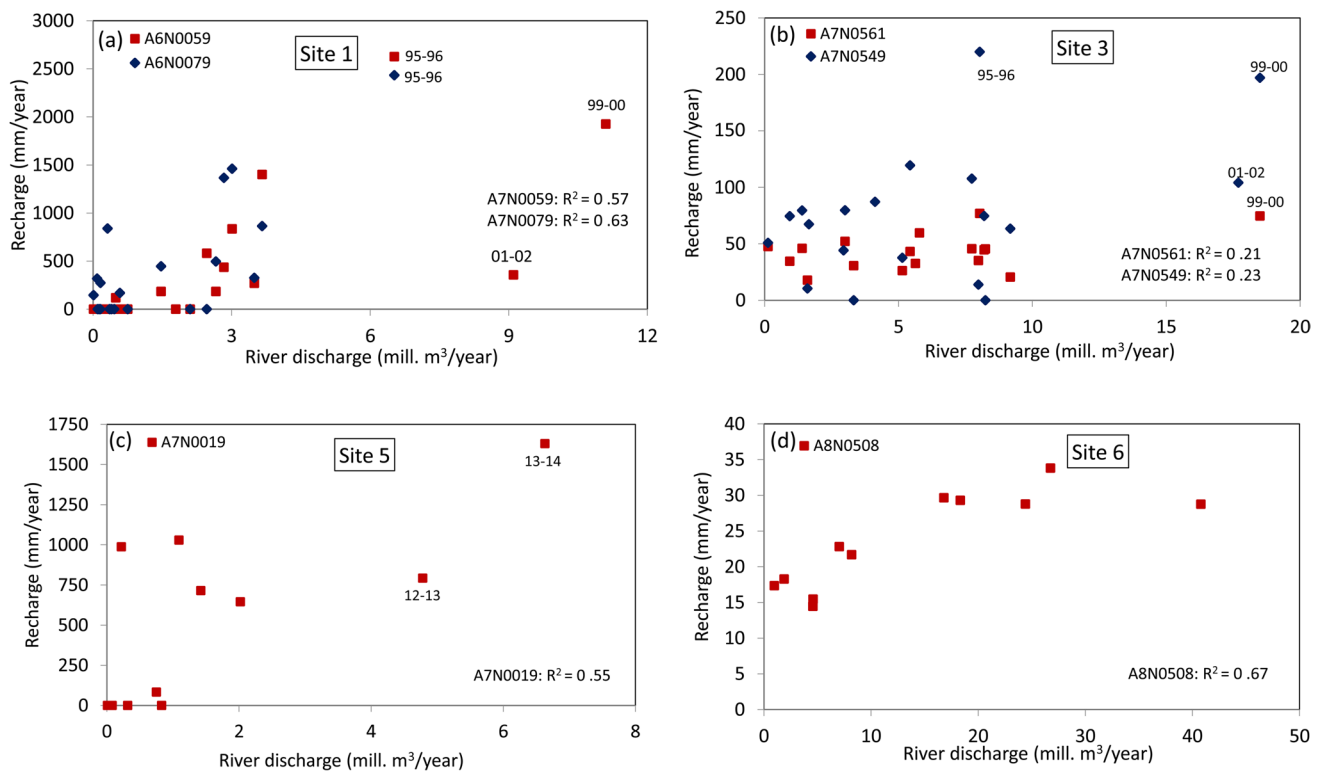 (a)
A6N0059
A6N0079
Site 1
95-96
95-96
99-00
01-02
A7N0059: R² = 0.57
A7N0079: R² = 0.63
3000
2500
2000
1500
1000
500
0
0 3 6 9 12
Recharge (mm/year)
River discharge (mill. m³/year)
(b)
A7N0561
A7N0549
Site 3
95-96
99-00
01-02
99-00
A7N0561: R² = 0.21
A7N0549: R² = 0.23
250
200
150
100
50
0
0 5 10 15 20
Recharge (mm/year)
River discharge (mill. m³/year)
(c)
A7N0019
Site 5
13-14
12-13
A7N0019: R² = 0.55
1750
1500
1250
1000
750
500
250
0
0 2 4 6 8
Recharge (mm/year)
River discharge (mill. m³/year)
(d)
A8N0508
Site 6
A8N0508: R² = 0.67
40
35
30
25
20
15
10
5
0
0 10 20 30 40 50
Recharge (mm/year)
River discharge (mill. m³/year)